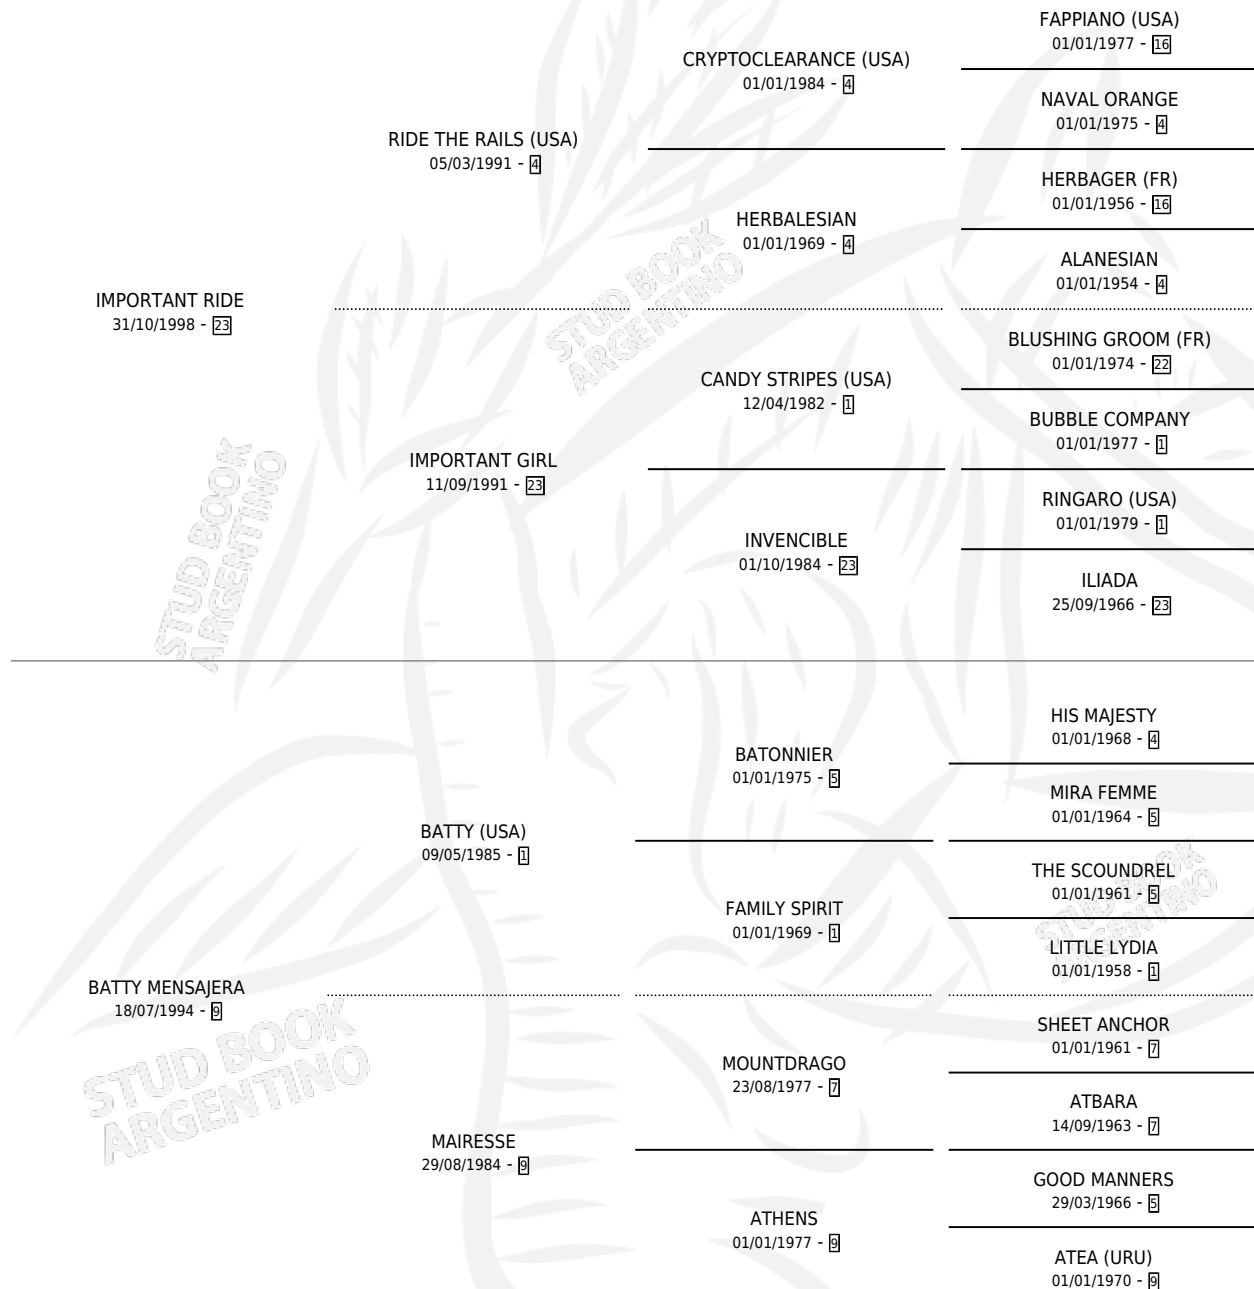 FAPPIANO (USA)
01/01/1977 - 16
CRYPTOCLEARANCE (USA)
01/01/1984 - 4
NAVAL ORANGE
01/01/1975 - 4
RIDE THE RAILS (USA)
05/03/1991 - 4
HERBAGER (FR)
01/01/1956 - 16
HERBALESIAN
01/01/1969 - 4
ALANESIAN
01/01/1954 - 4
IMPORTANT RIDE
31/10/1998 - 23
BLUSHING GROOM (FR)
01/01/1974 - 22
CANDY STRIPES (USA)
12/04/1982 - 1
BUBBLE COMPANY
01/01/1977 - 1
IMPORTANT GIRL
11/09/1991 - 23
RINGARO (USA)
01/01/1979 - 1
INVENCIBLE
01/10/1984 - 23
ILIADA
25/09/1966 - 23
HIS MAJESTY
01/01/1968 - 4
BATONNIER
01/01/1975 - 5
MIRA FEMME
01/01/1964 - 5
BATTY (USA)
09/05/1985 - 1
THE SCOUNDREL
01/01/1961 - 5
FAMILY SPIRIT
01/01/1969 - 1
LITTLE LYDIA
01/01/1958 - 1
BATTY MENSAJERA
18/07/1994 - 9
SHEET ANCHOR
01/01/1961 - 7
MOUNTDRAGO
23/08/1977 - 7
ATBARA
14/09/1963 - 7
MAIRESSE
29/08/1984 - 9
GOOD MANNERS
29/03/1966 - 5
ATHENS
01/01/1977 - 9
ATEA (URU)
01/01/1970 - 9
STUD BOOK
ARGENTINO
STUD BOOK
ARGENTINO
STUD BOOK
ARGENTINO
STUD BOOK
ARGENTINO